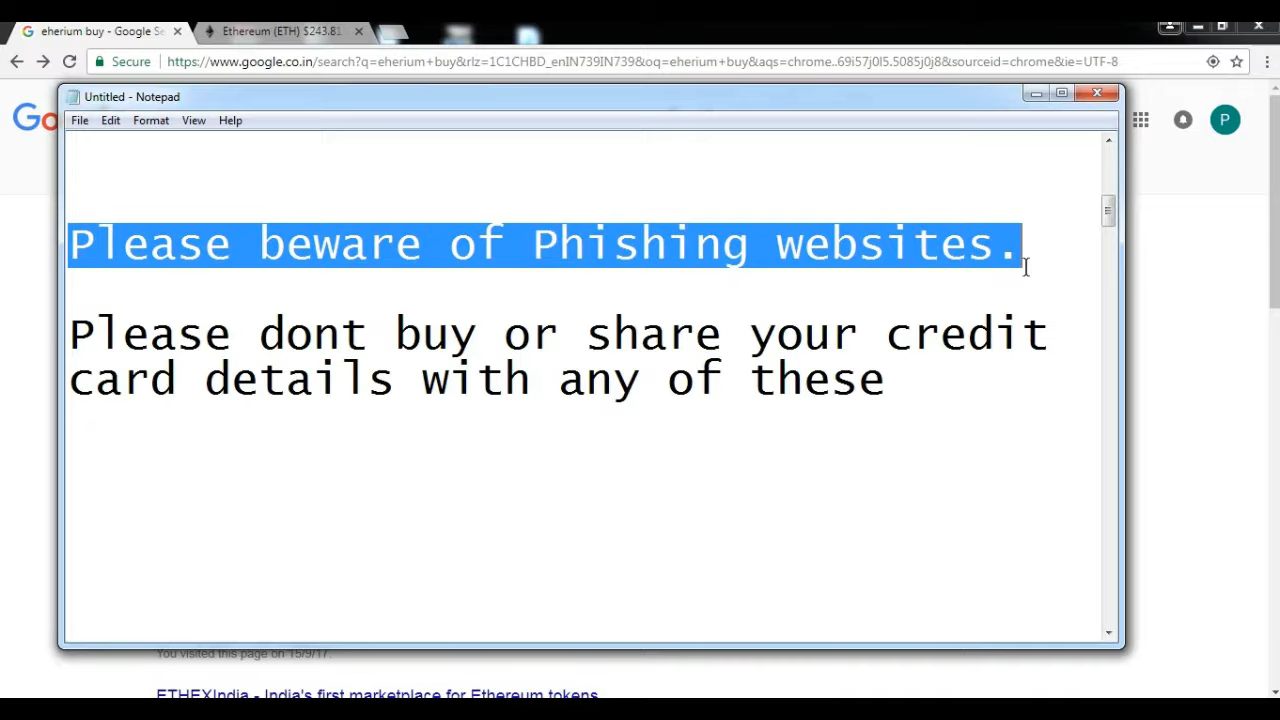 eherium buy - Google Se
Ethereum (ETH) $243.81
Secure
https://www.google.co.in/search?q=eherium+buy&rlz=1C1CHBD_enIN739IN739&oq=eherium+buy&aqs=chrome..69i57j0l5.5085j0j8&sourceid=chrome&ie=UTF-8
Untitled - Notepad
Go
P
File Edit Format View Help
Please beware of Phishing websites.
Please dont buy or share your credit
card details with any of these
You visited this page on 15/9/17.
ETHEXIndia - India's first marketplace for Ethereum tokens